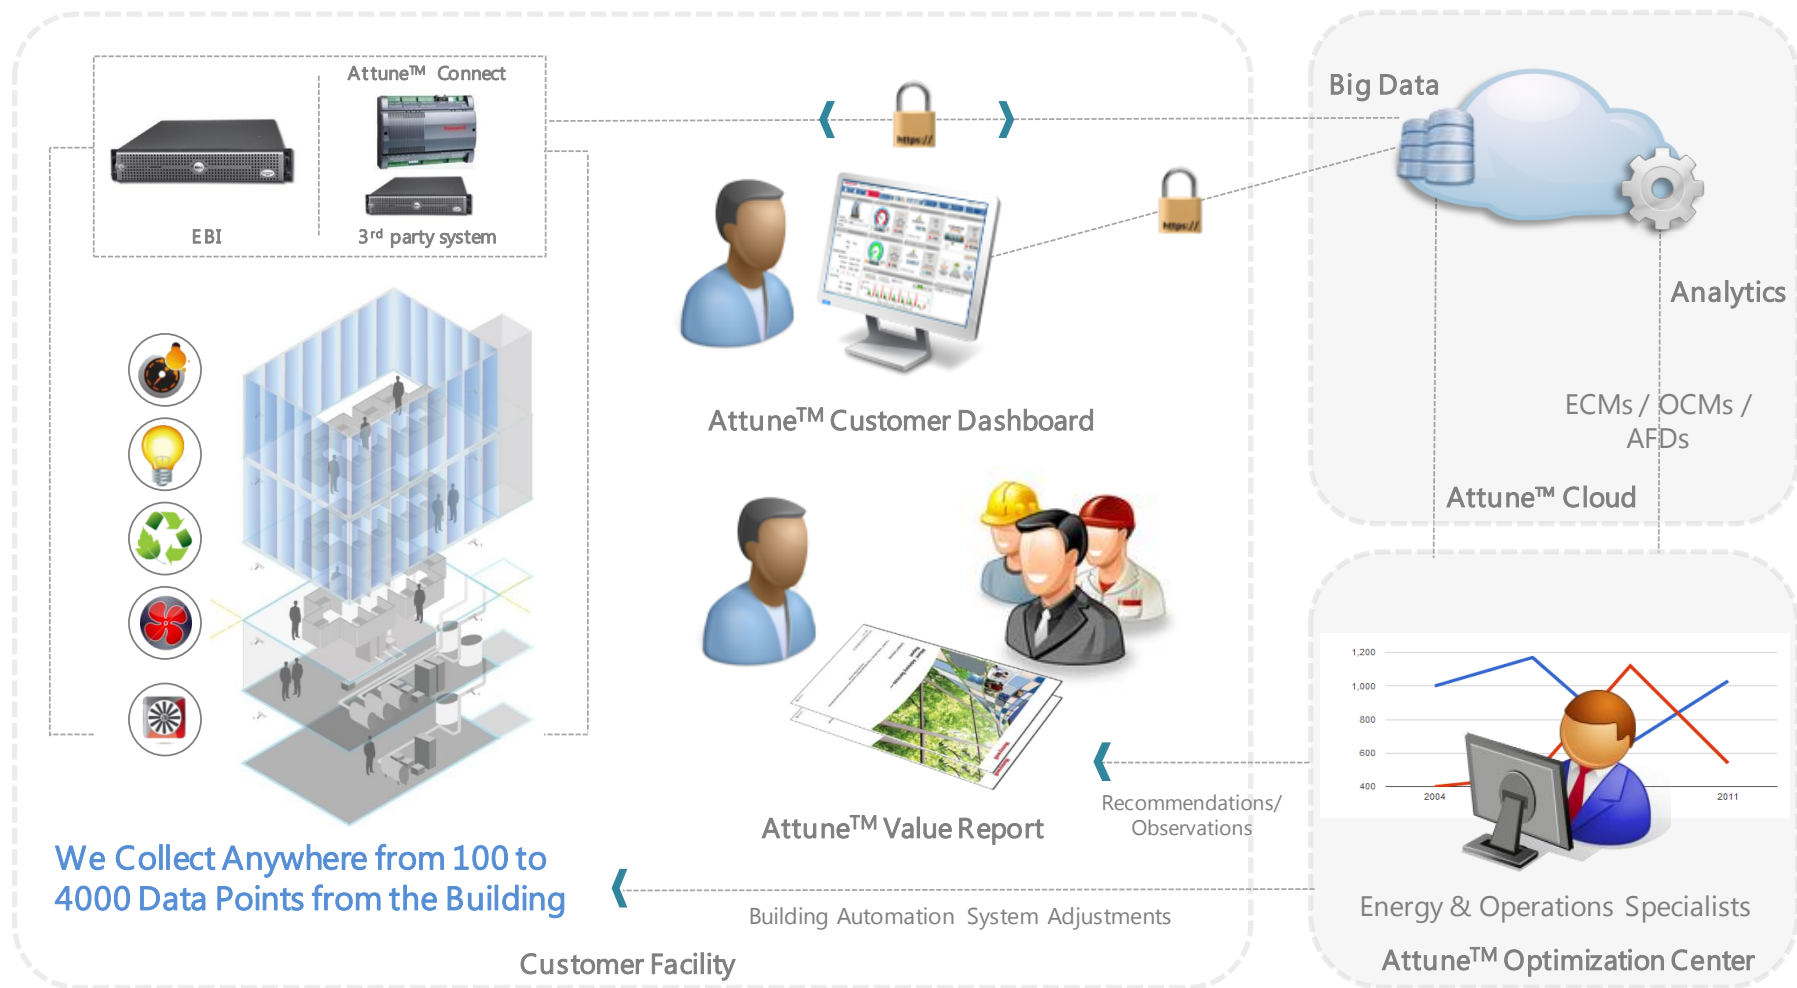 Attune™ Connect
EBI
3rd party system
https://
https://
Big Data
Analytics
ECMs / OCMs /
AFDs
Attune™ Cloud
Attune™ Customer Dashboard
Attune™ Value Report
Recommendations/
Observations
We Collect Anywhere from 100 to
4000 Data Points from the Building
Building Automation System Adjustments
Customer Facility
1,200
1,000
800
600
400
2004
2011
Energy & Operations Specialists
Attune™ Optimization Center